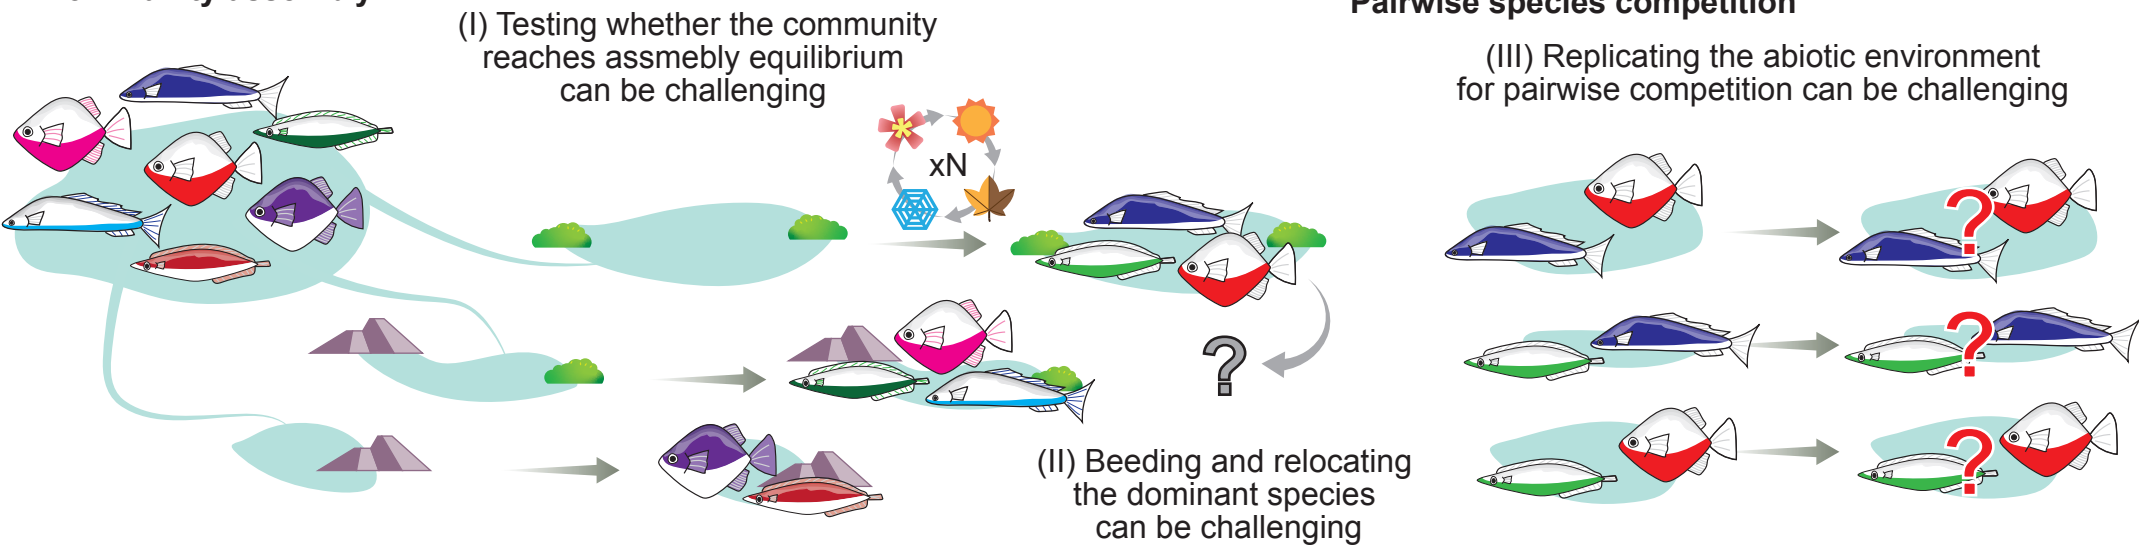 (I) Testing whether the community
reaches assmebly equilibrium
can be challenging
xN
?
(II) Beeding and relocating
the dominant species
can be challenging
Pairwise species competition
(III) Replicating the abiotic environment
for pairwise competition can be challenging
?
?
?